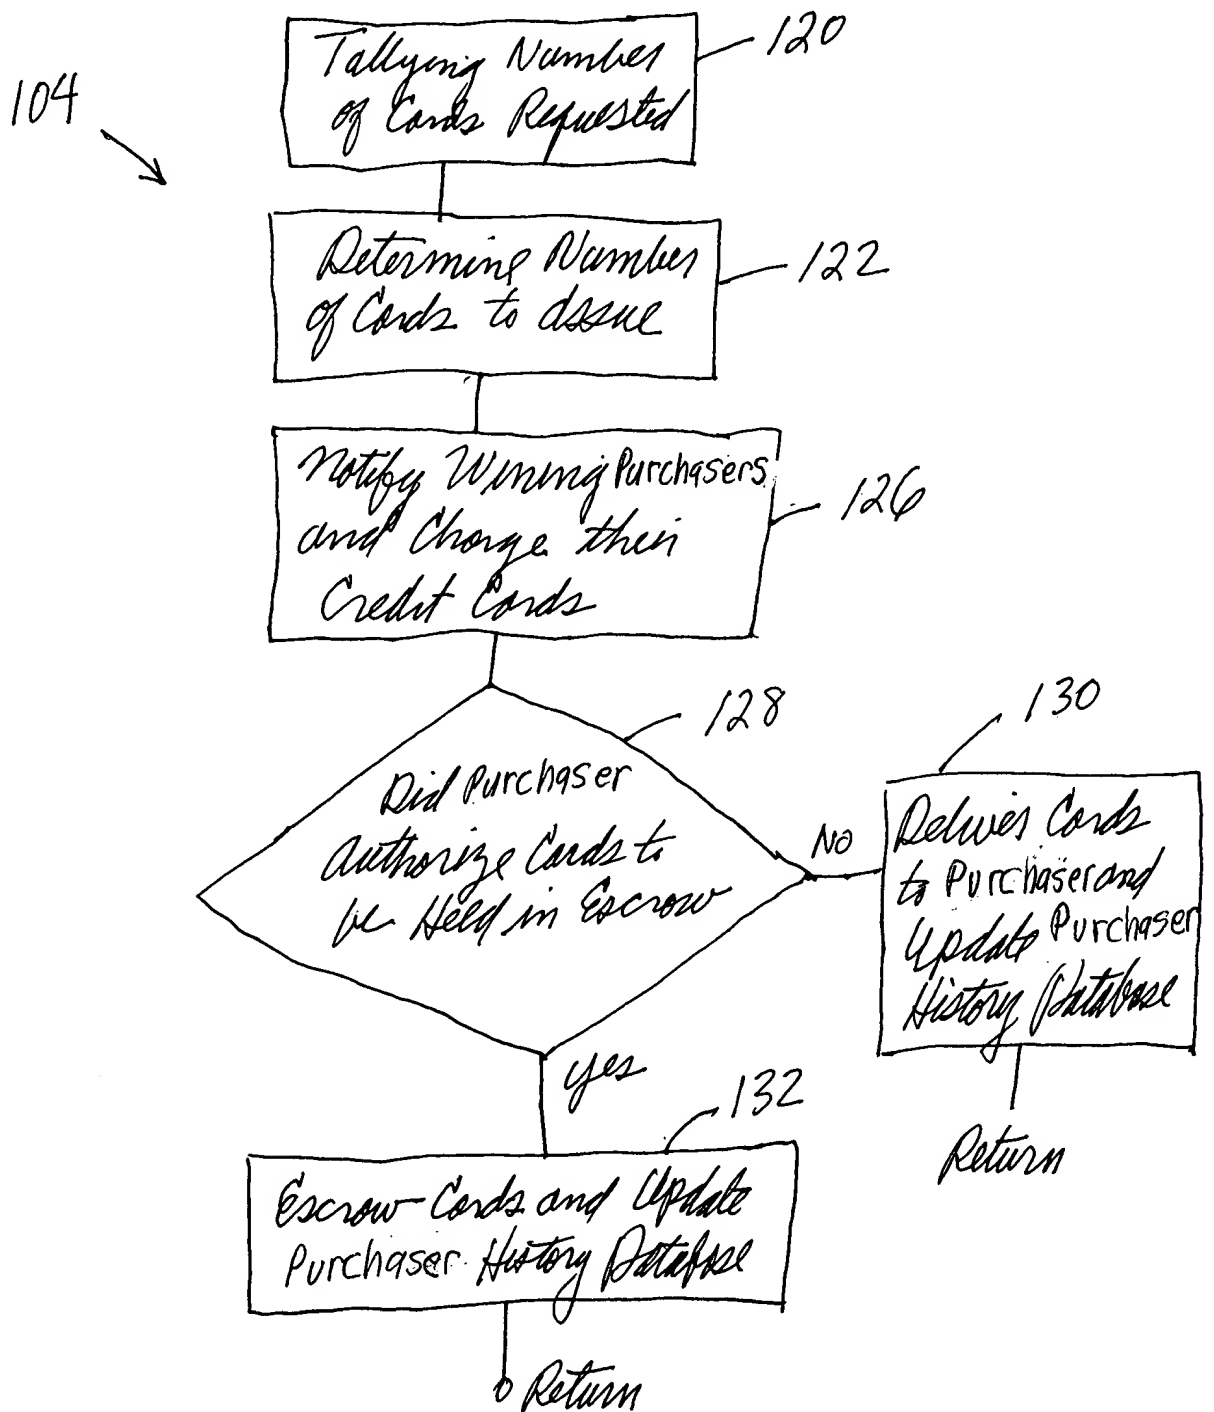 120
Tallying Number
of Cards Requested
104
Determine Number
of Cards to Issue
122
Notify Wining Purchasers
and Charge their
Credit Cards
126
128
Did Purchaser
Authorize Cards to
be Held in Escrow
No
130
Deliver Cards
to Purchaser and
Update Purchaser
History Database
Return
yes
132
Escrow Cards and Update
Purchaser History Database
Return